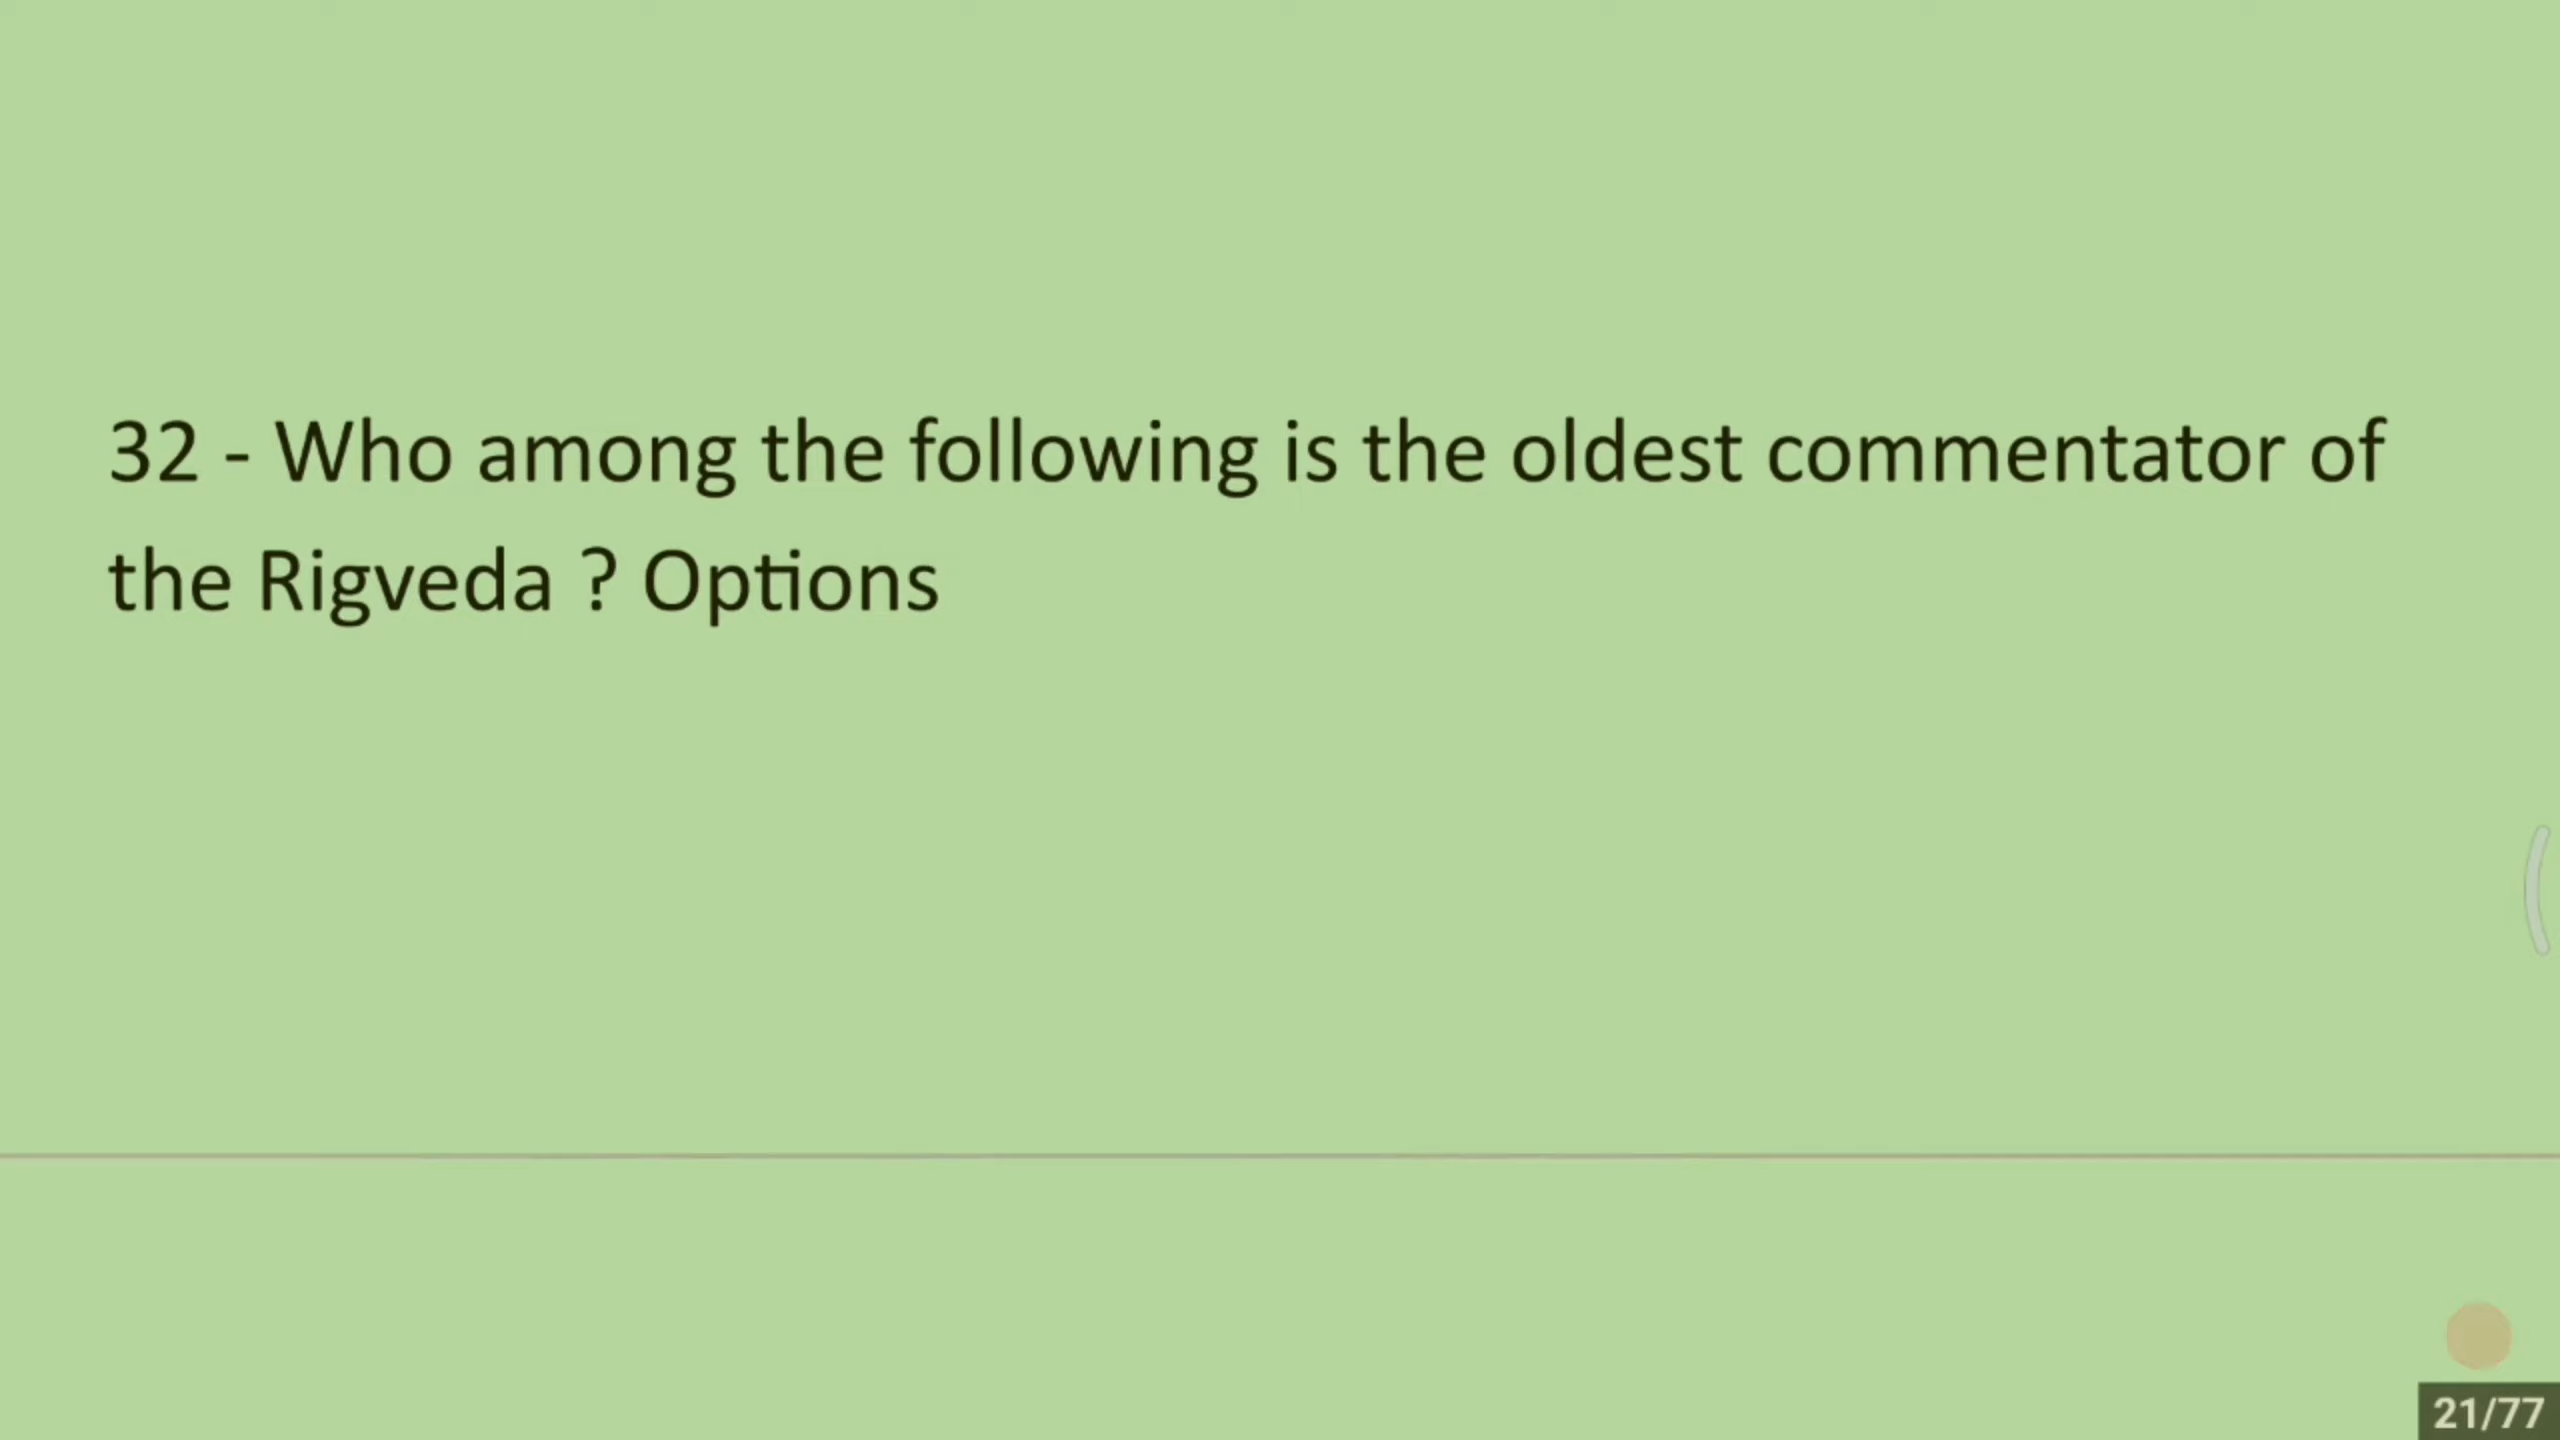 32 - Who among the following is the oldest commentator of
the Rigveda ? Options
21/77